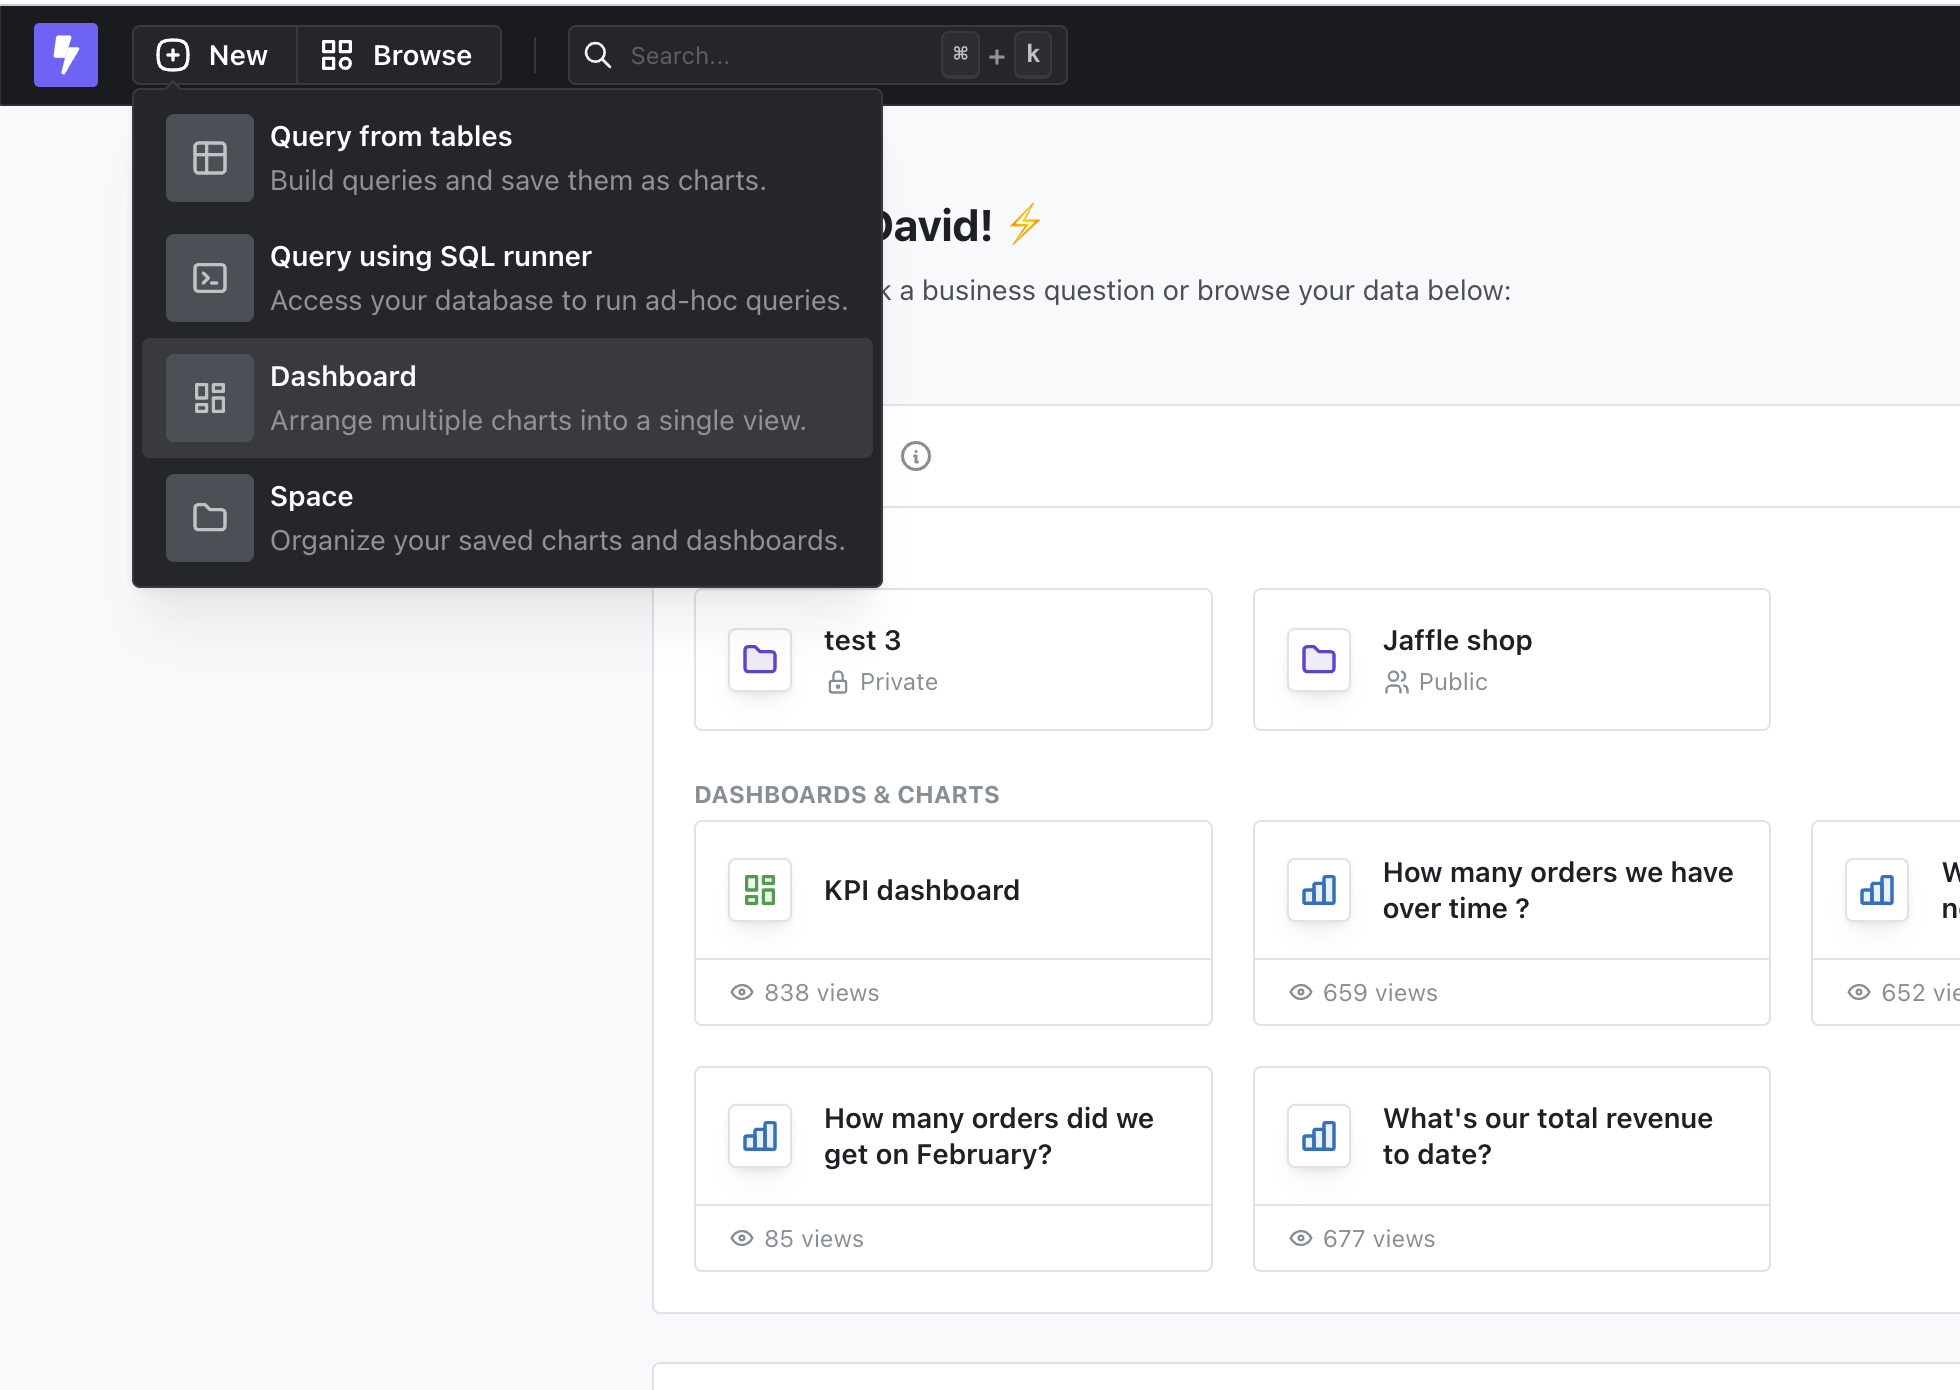 New
Browse
Search...
⌘ + k
Query from tables
Build queries and save them as charts.
Query using SQL runner
Access your database to run ad-hoc queries.
Dashboard
Arrange multiple charts into a single view.
Space
Organize your saved charts and dashboards.
David! ⚡
a business question or browse your data below:
test 3
Private
Jaffle shop
Public
DASHBOARDS & CHARTS
KPI dashboard
838 views
How many orders we have
over time ?
659 views
652
How many orders did we
get on February?
85 views
What's our total revenue
to date?
677 views